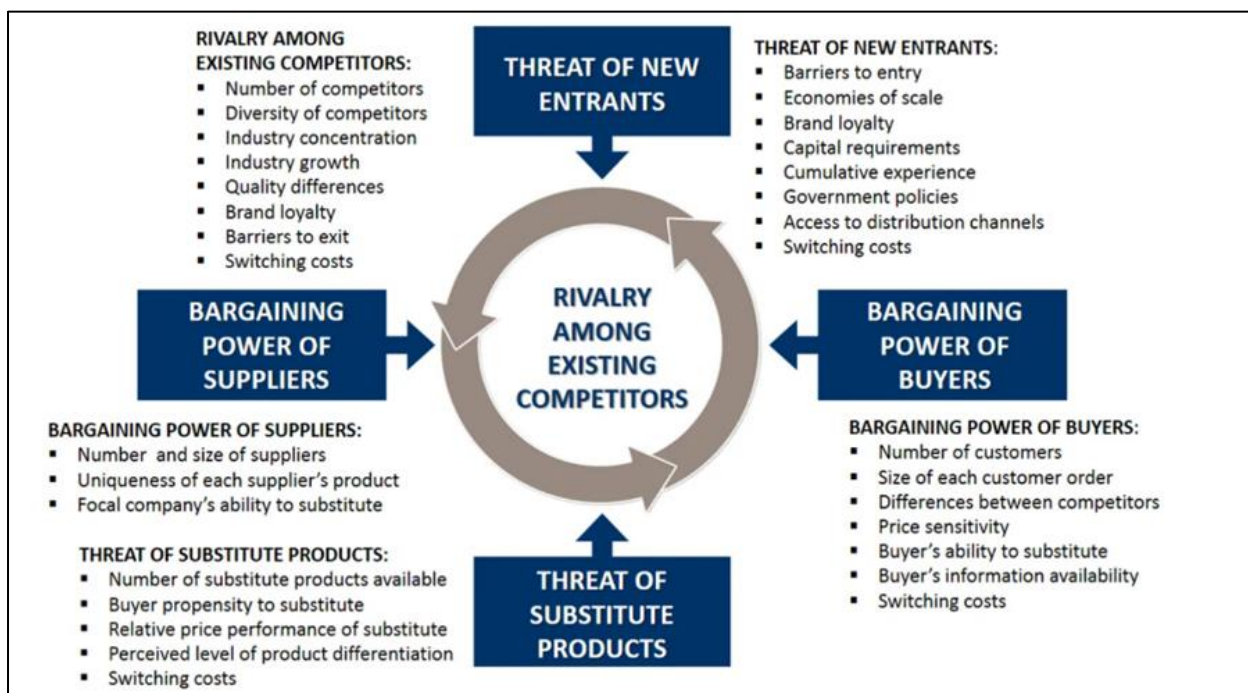 RIVALRY AMONG
EXISTING COMPETITORS:
▪ Number of competitors
▪ Diversity of competitors
▪ Industry concentration
▪ Industry growth
▪ Quality differences
▪ Brand loyalty
▪ Barriers to exit
▪ Switching costs
THREAT OF NEW
ENTRANTS
THREAT OF NEW ENTRANTS:
▪ Barriers to entry
▪ Economies of scale
▪ Brand loyalty
▪ Capital requirements
▪ Cumulative experience
▪ Government policies
▪ Access to distribution channels
▪ Switching costs
BARGAINING
POWER OF
SUPPLIERS
RIVALRY
AMONG
EXISTING
COMPETITORS
BARGAINING
POWER OF
BUYERS
BARGAINING POWER OF SUPPLIERS:
▪ Number and size of suppliers
▪ Uniqueness of each supplier's product
▪ Focal company's ability to substitute
BARGAINING POWER OF BUYERS:
▪ Number of customers
▪ Size of each customer order
▪ Differences between competitors
▪ Price sensitivity
▪ Buyer's ability to substitute
▪ Buyer's information availability
▪ Switching costs
THREAT OF SUBSTITUTE PRODUCTS:
▪ Number of substitute products available
▪ Buyer propensity to substitute
▪ Relative price performance of substitute
▪ Perceived level of product differentiation
▪ Switching costs
THREAT OF
SUBSTITUTE
PRODUCTS